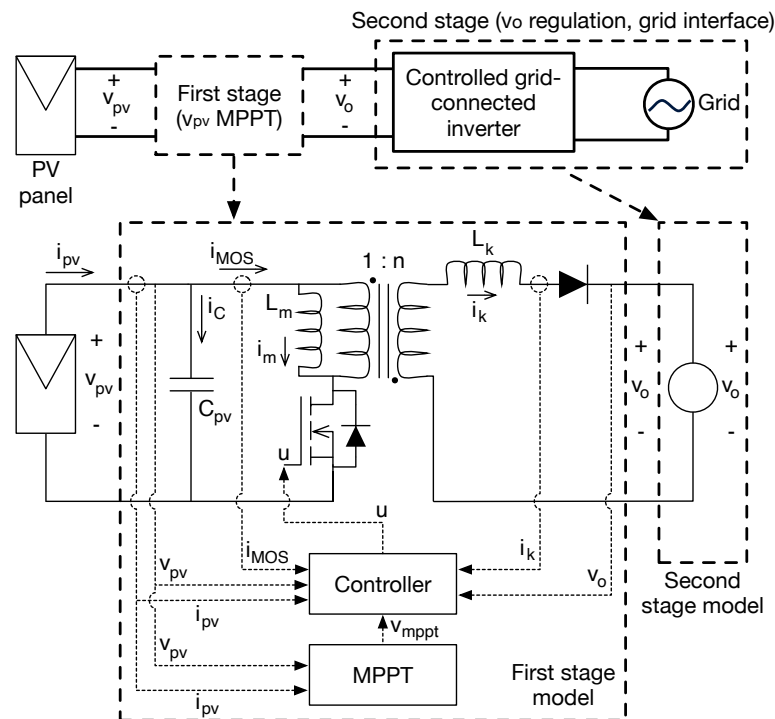 Second stage (vo regulation, grid interface)
+
vpv
-
First stage
(vpv MPPT)
+
vo
-
Controlled grid-
connected
inverter
Grid
PV
panel
ipv
iMOS
1 : n
Lk
iC
Lm
ik
im
+
vpv
-
Cpv
+
vo
-
+
vo
-
u
u
iMOS
ik
vpv
Controller
vo
ipv
vmppt
Second
stage model
vpv
MPPT
First stage
model
ipv